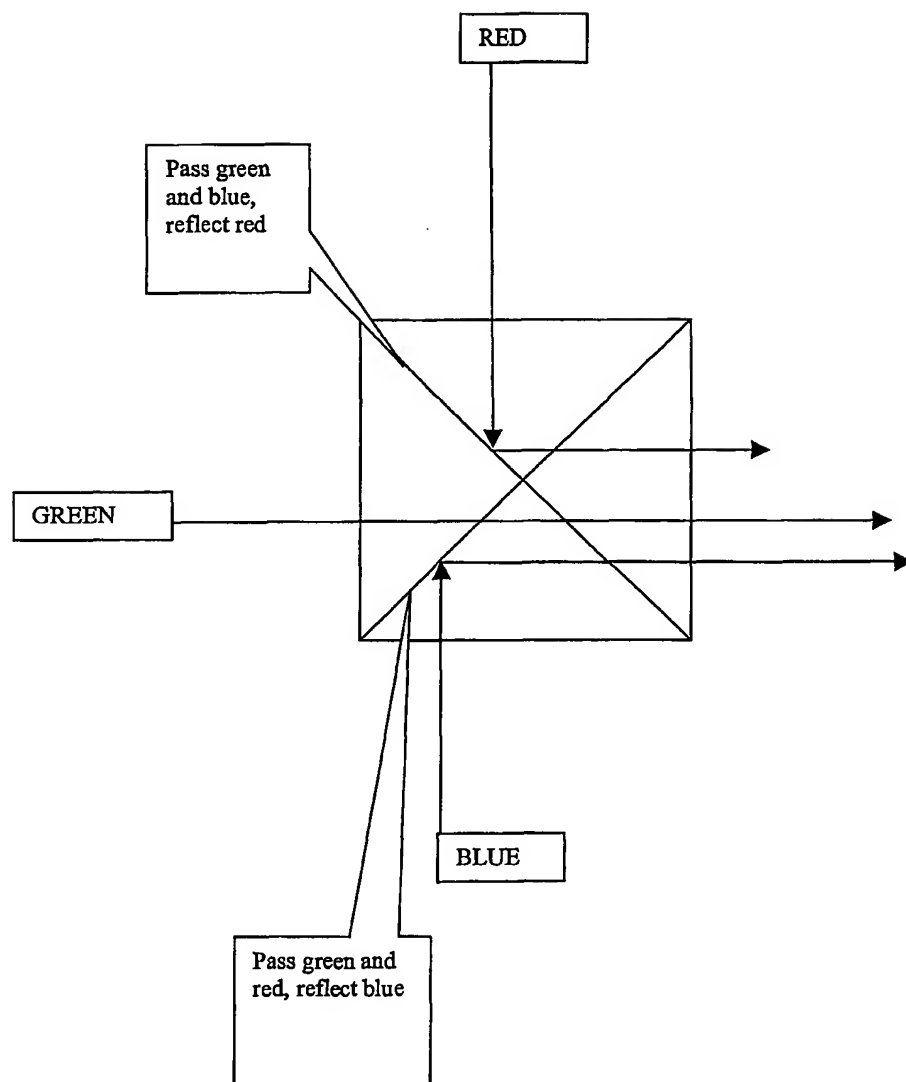 RED
Pass green
and blue,
reflect red
GREEN
BLUE
Pass green and
red, reflect blue